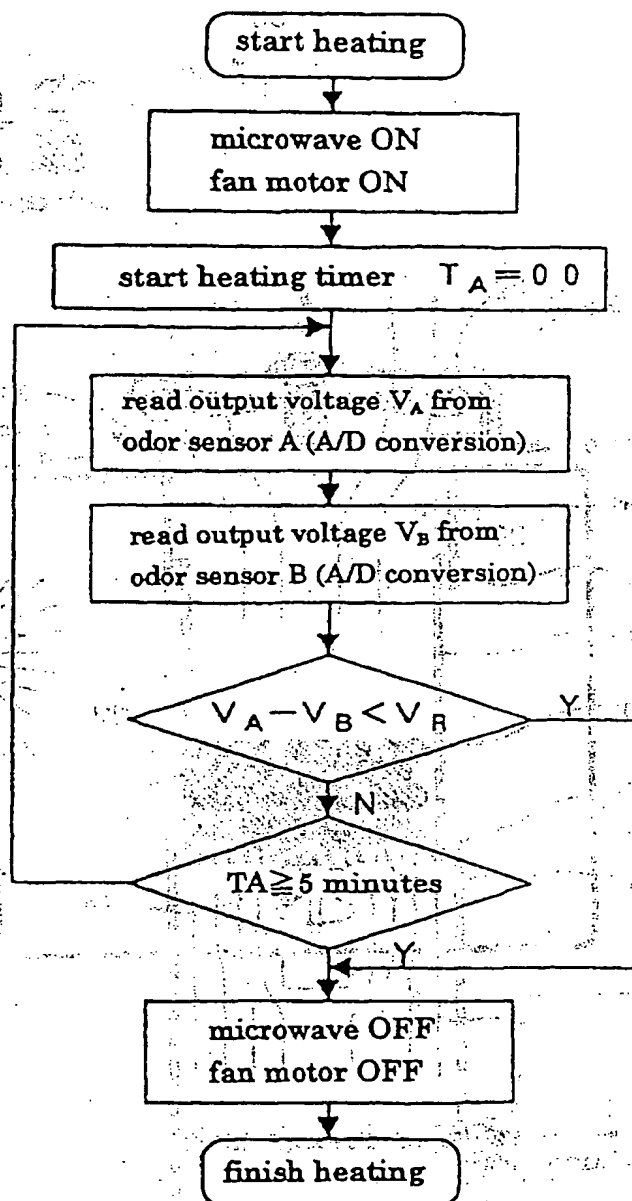 start heating
microwave ON
fan motor ON
start heating timer T A = 0 0
read output voltage VA from
odor sensor A (A/D conversion)
read output voltage VB from
odor sensor B (A/D conversion)
V A − V B < V R
Y
N
TA≧5 minutes
Y
microwave OFF
fan motor OFF
finish heating